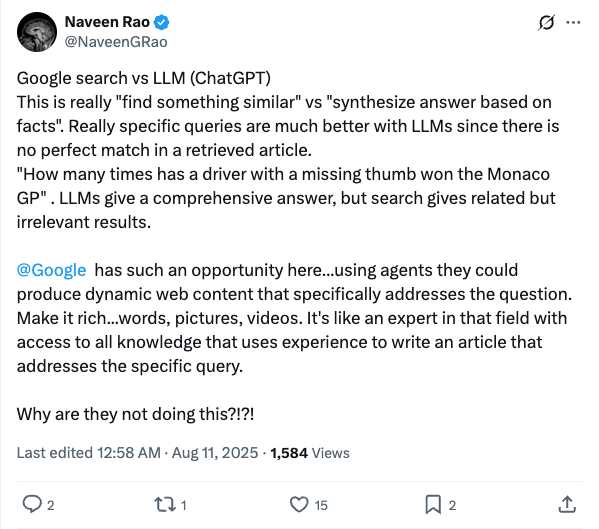 Naveen Rao
@NaveenGRao
Google search vs LLM (ChatGPT)
This is really "find something similar" vs "synthesize answer based on
facts". Really specific queries are much better with LLMs since there is
no perfect match in a retrieved article.
"How many times has a driver with a missing thumb won the Monaco
GP" . LLMs give a comprehensive answer, but search gives related but
irrelevant results.
@Google has such an opportunity here...using agents they could
produce dynamic web content that specifically addresses the question.
Make it rich...words, pictures, videos. It's like an expert in that field with
access to all knowledge that uses experience to write an article that
addresses the specific query.
Why are they not doing this?!?!
Last edited 12:58 AM · Aug 11, 2025 · 1,584 Views
2 1 15 2